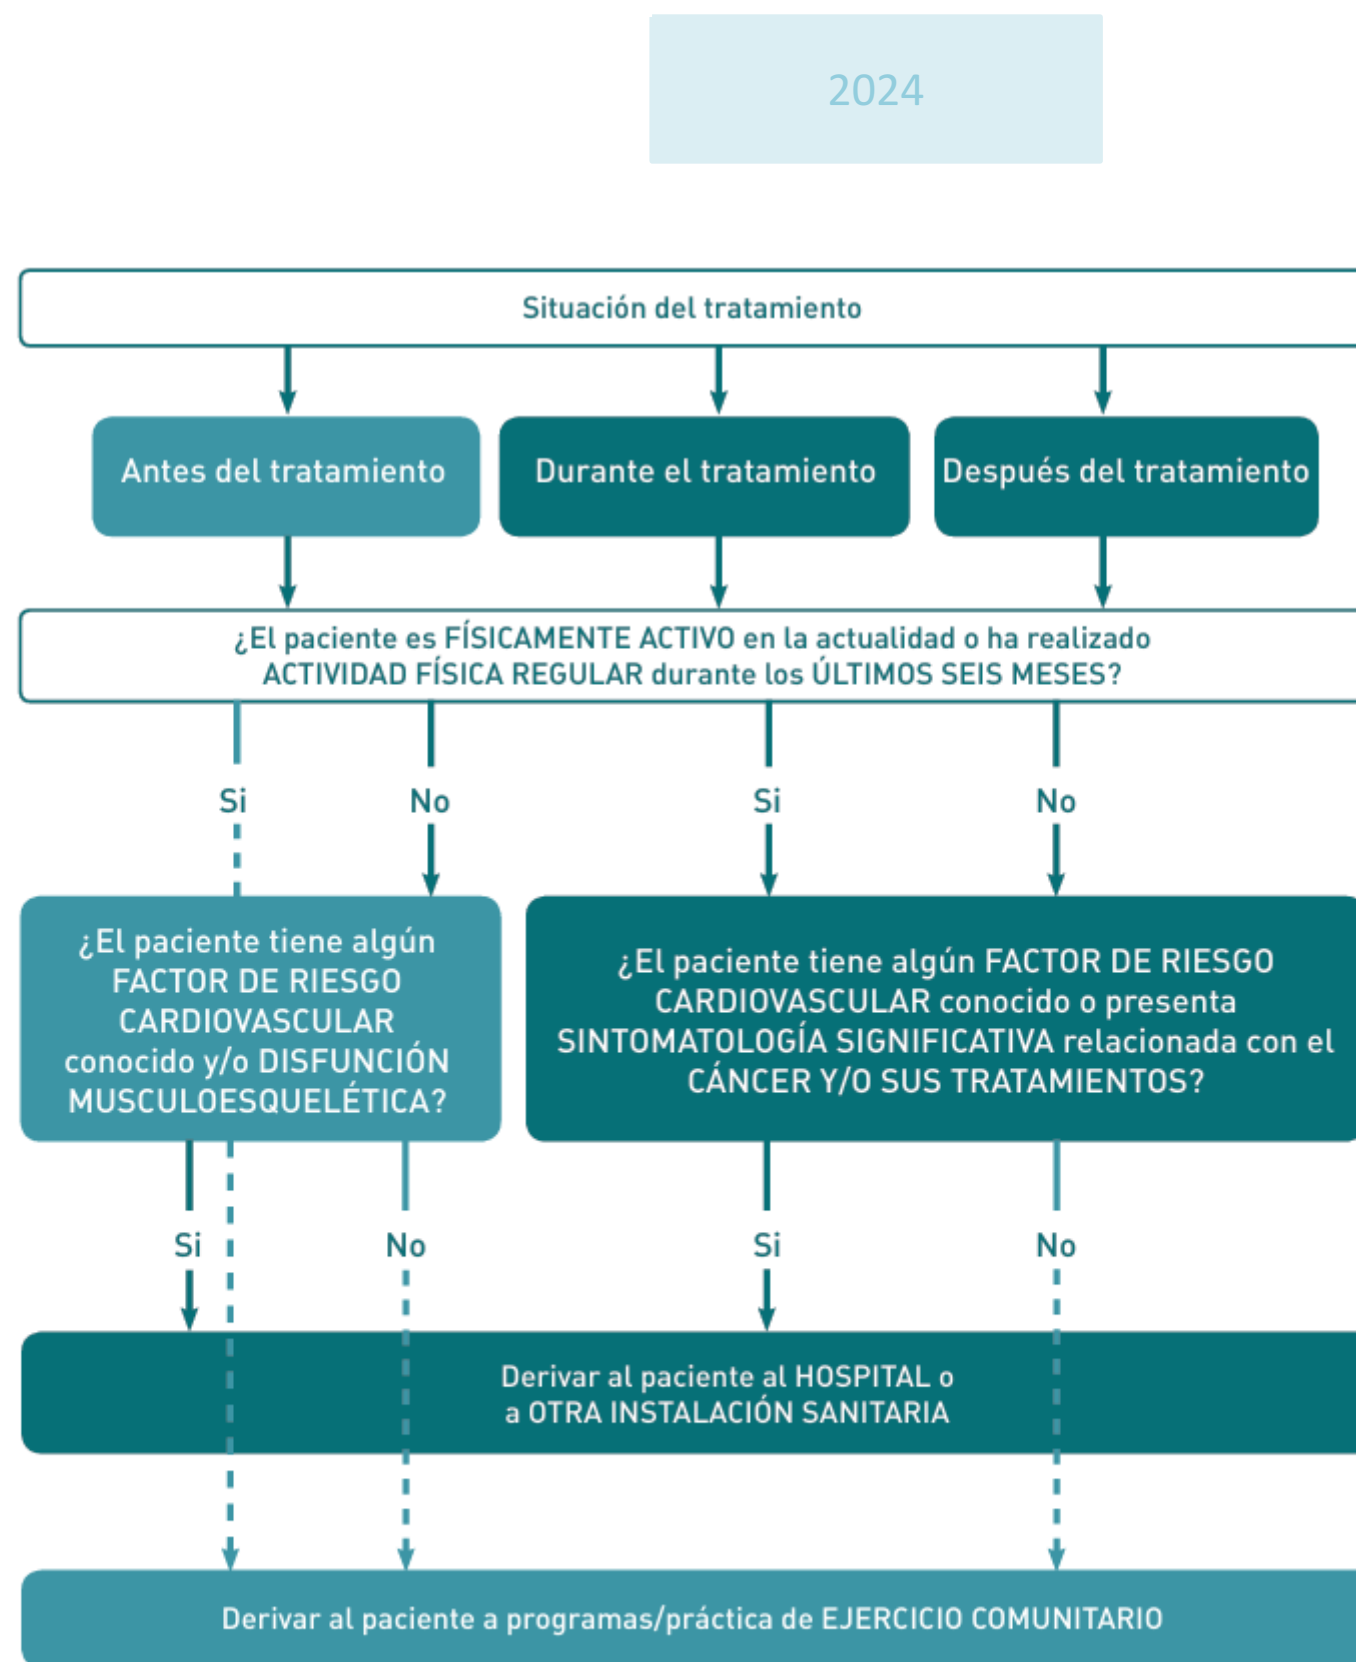 2024
Situación del tratamiento
Antes del tratamiento
Durante el tratamiento
Después del tratamiento
¿El paciente es FÍSICAMENTE ACTIVO en la actualidad o ha realizado
ACTIVIDAD FÍSICA REGULAR durante los ÚLTIMOS SEIS MESES?
Si
No
Si
No
¿El paciente tiene algún
FACTOR DE RIESGO
CARDIOVASCULAR
conocido y/o DISFUNCIÓN
MUSCULOESQUELÉTICA?
¿El paciente tiene algún FACTOR DE RIESGO
CARDIOVASCULAR conocido o presenta
SINTOMATOLOGÍA SIGNIFICATIVA relacionada con el
CÁNCER Y/O SUS TRATAMIENTOS?
Si
No
Si
No
Derivar al paciente al HOSPITAL o
a OTRA INSTALACIÓN SANITARIA
Derivar al paciente a programas/práctica de EJERCICIO COMUNITARIO